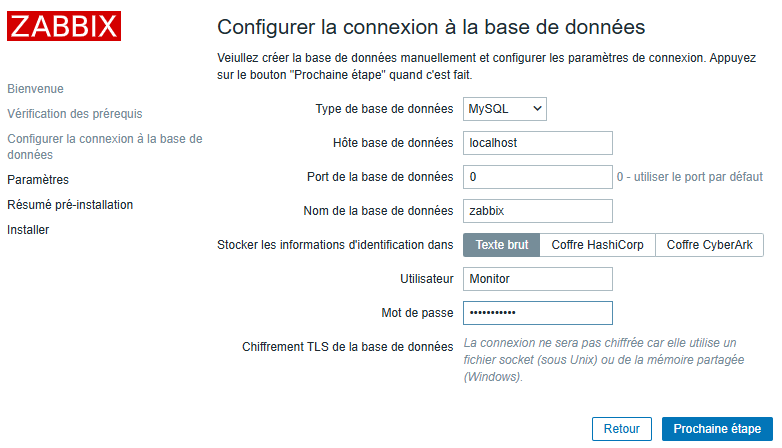 ZABBIX
Bienvenue
Vérification des prérequis
Configurer la connexion à la base de
données
Paramètres
Résumé pré-installation
Installer
Configurer la connexion à la base de données
Veiullez créer la base de données manuellement et configurer les paramètres de connexion. Appuyez
sur le bouton "Prochaine étape" quand c'est fait.
Type de base de données MySQL
Hôte base de données localhost
Port de la base de données 0 0 - utiliser le port par défaut
Nom de la base de données zabbix
Stocker les informations d'identification dans Texte brut Coffre HashiCorp Coffre CyberArk
Utilisateur Monitor
Mot de passe •••••••••••
Chiffrement TLS de la base de données La connexion ne sera pas chiffrée car elle utilise un
fichier socket (sous Unix) ou de la mémoire partagée
(Windows).
Retour Prochaine étape